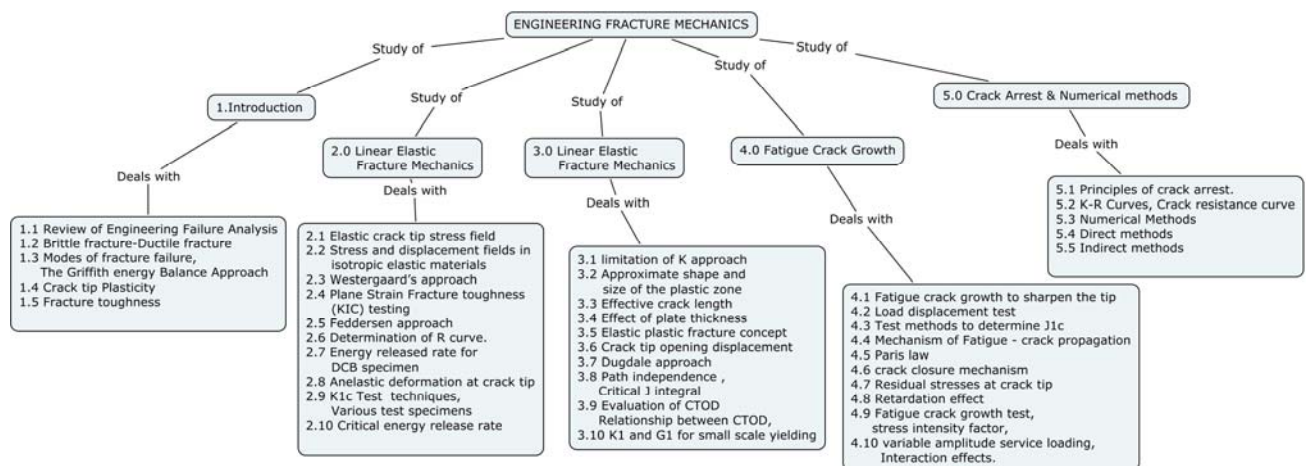 ENGINEERING FRACTURE MECHANICS
Study of
Study of
Study of
Study of
Study of
1.Introduction
Deals with
1.1 Review of Engineering Failure Analysis
1.2 Brittle fracture-Ductile fracture
1.3 Modes of fracture failure,
The Griffith energy Balance Approach
1.4 Crack tip Plasticity
1.5 Fracture toughness
2.0 Linear Elastic
Fracture Mechanics
Deals with
2.1 Elastic crack tip stress field
2.2 Stress and displacement fields in
isotropic elastic materials
2.3 Westergaard's approach
2.4 Plane Strain Fracture toughness
(KIC) testing
2.5 Feddersen approach
2.6 Determination of R curve.
2.7 Energy released rate for
DCB specimen
2.8 Anelastic deformation at crack tip
2.9 K1c Test techniques,
Various test specimens
2.10 Critical energy release rate
3.0 Linear Elastic
Fracture Mechanics
Deals with
3.1 limitation of K approach
3.2 Approximate shape and
size of the plastic zone
3.3 Effective crack length
3.4 Effect of plate thickness
3.5 Elastic plastic fracture concept
3.6 Crack tip opening displacement
3.7 Dugdale approach
3.8 Path independence ,
Critical J integral
3.9 Evaluation of CTOD
Relationship between CTOD,
3.10 K1 and G1 for small scale yielding
4.0 Fatigue Crack Growth
Deals with
4.1 Fatigue crack growth to sharpen the tip
4.2 Load displacement test
4.3 Test methods to determine J1c
4.4 Mechanism of Fatigue - crack propagation
4.5 Paris law
4.6 crack closure mechanism
4.7 Residual stresses at crack tip
4.8 Retardation effect
4.9 Fatigue crack growth test,
stress intensity factor,
4.10 variable amplitude service loading,
Interaction effects.
5.0 Crack Arrest & Numerical methods
Deals with
5.1 Principles of crack arrest.
5.2 K-R Curves, Crack resistance curve
5.3 Numerical Methods
5.4 Direct methods
5.5 Indirect methods